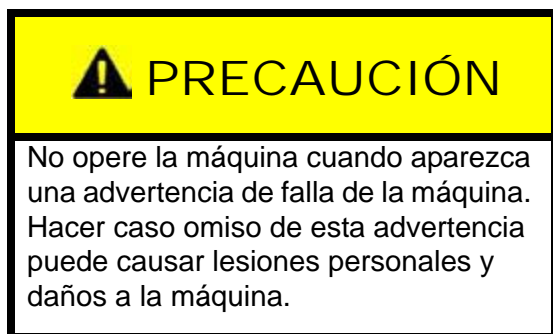 PRECAUCIÓN
No opere la máquina cuando aparezca
una advertencia de falla de la máquina.
Hacer caso omiso de esta advertencia
puede causar lesiones personales y
daños a la máquina.